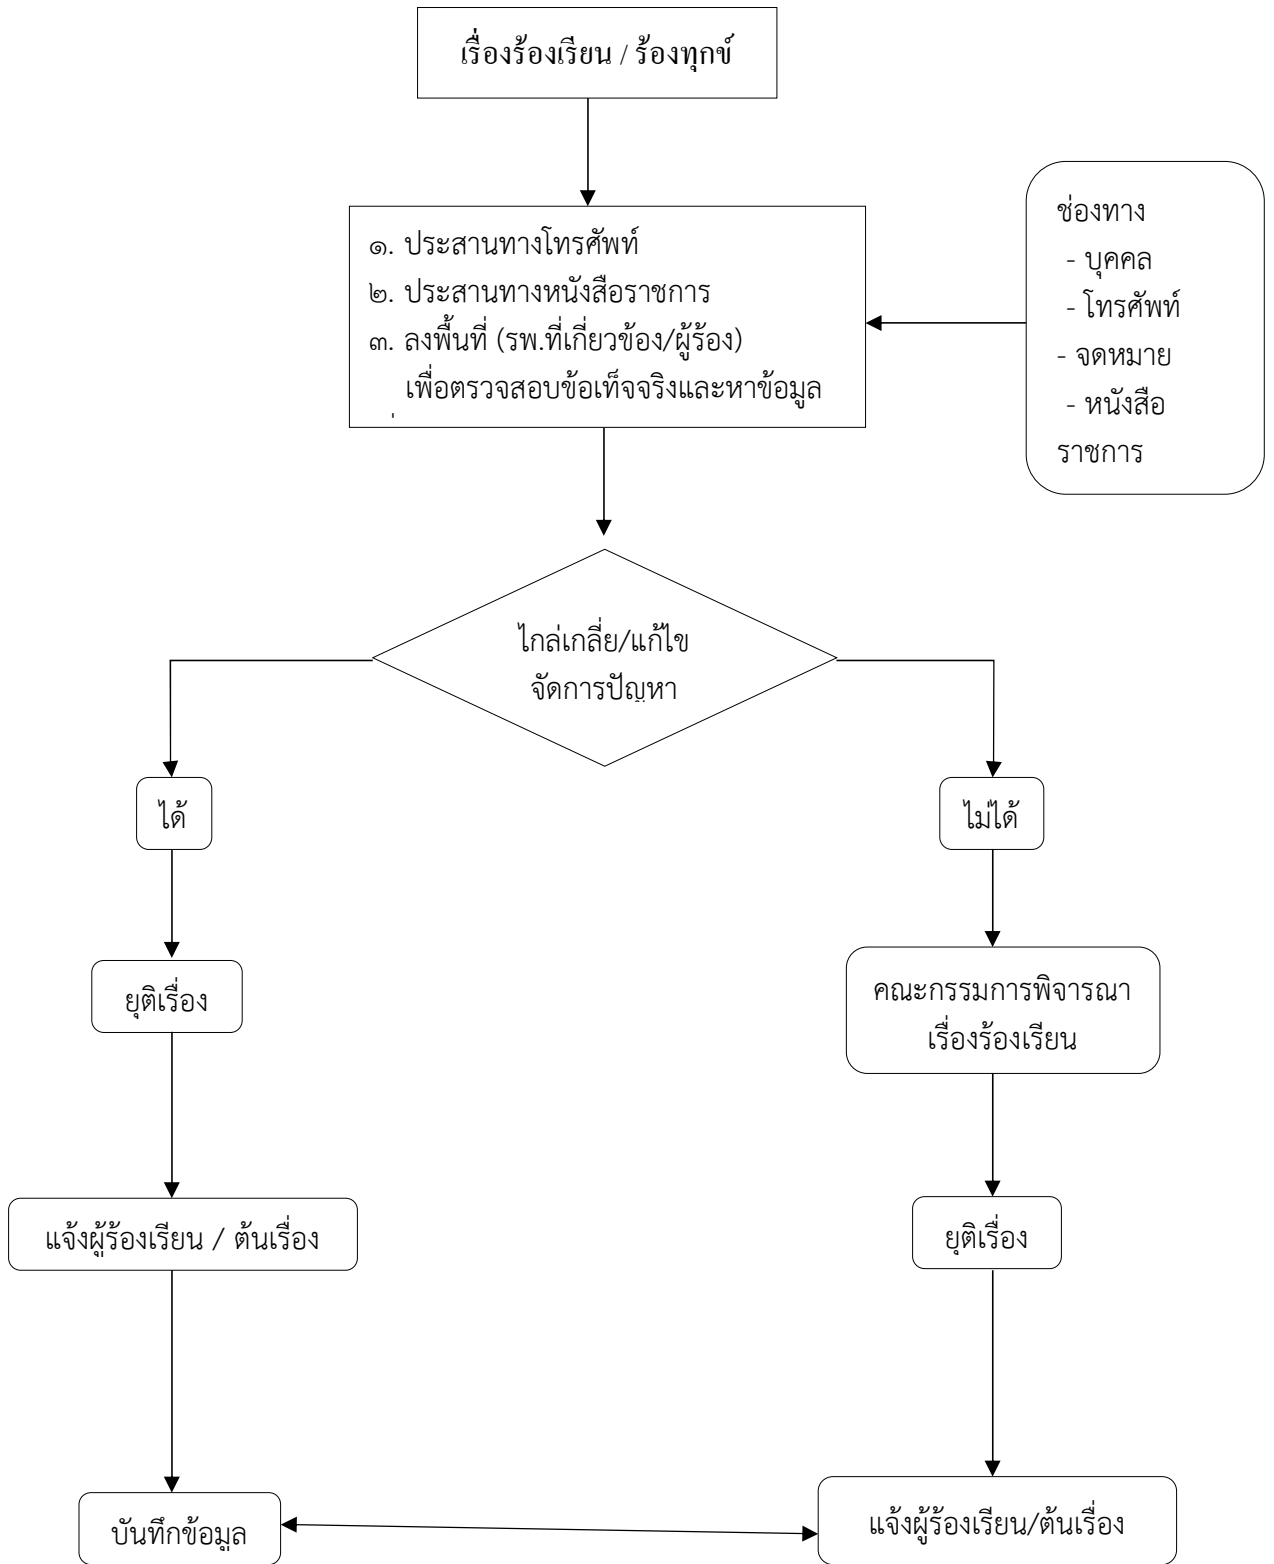 เรื่องร้องเรียน / ร้องทุกข์
๑. ประสานทางโทรศัพท์
๒. ประสานทางหนังสือราชการ
๓. ลงพื้นที่ (รพ.ที่เกี่ยวข้อง/ผู้ร้อง)
เพื่อตรวจสอบข้อเท็จจริงและหาข้อมูล
ช่องทาง
- บุคคล
- โทรศัพท์
- จดหมาย
- หนังสือ
ราชการ
ไกล่เกลี่ย/แก้ไข
จัดการปัญหา
ได้
ไม่ได้
ยุติเรื่อง
คณะกรรมการพิจารณา
เรื่องร้องเรียน
แจ้งผู้ร้องเรียน / ต้นเรื่อง
ยุติเรื่อง
บันทึกข้อมูล
แจ้งผู้ร้องเรียน/ต้นเรื่อง